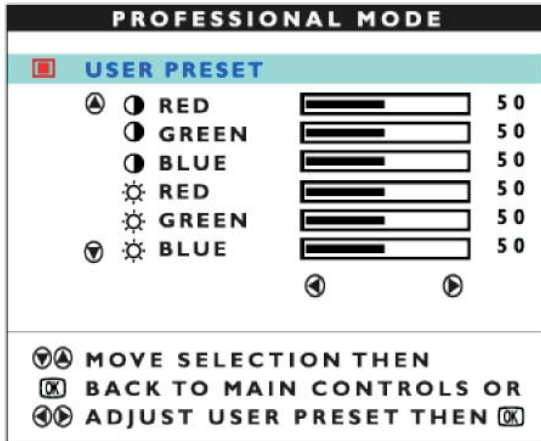 PROFESSIONAL MODE
USER PRESET
RED 50
GREEN 50
BLUE 50
RED 50
GREEN 50
BLUE 50
MOVE SELECTION THEN
OK BACK TO MAIN CONTROLS OR
ADJUST USER PRESET THEN OK